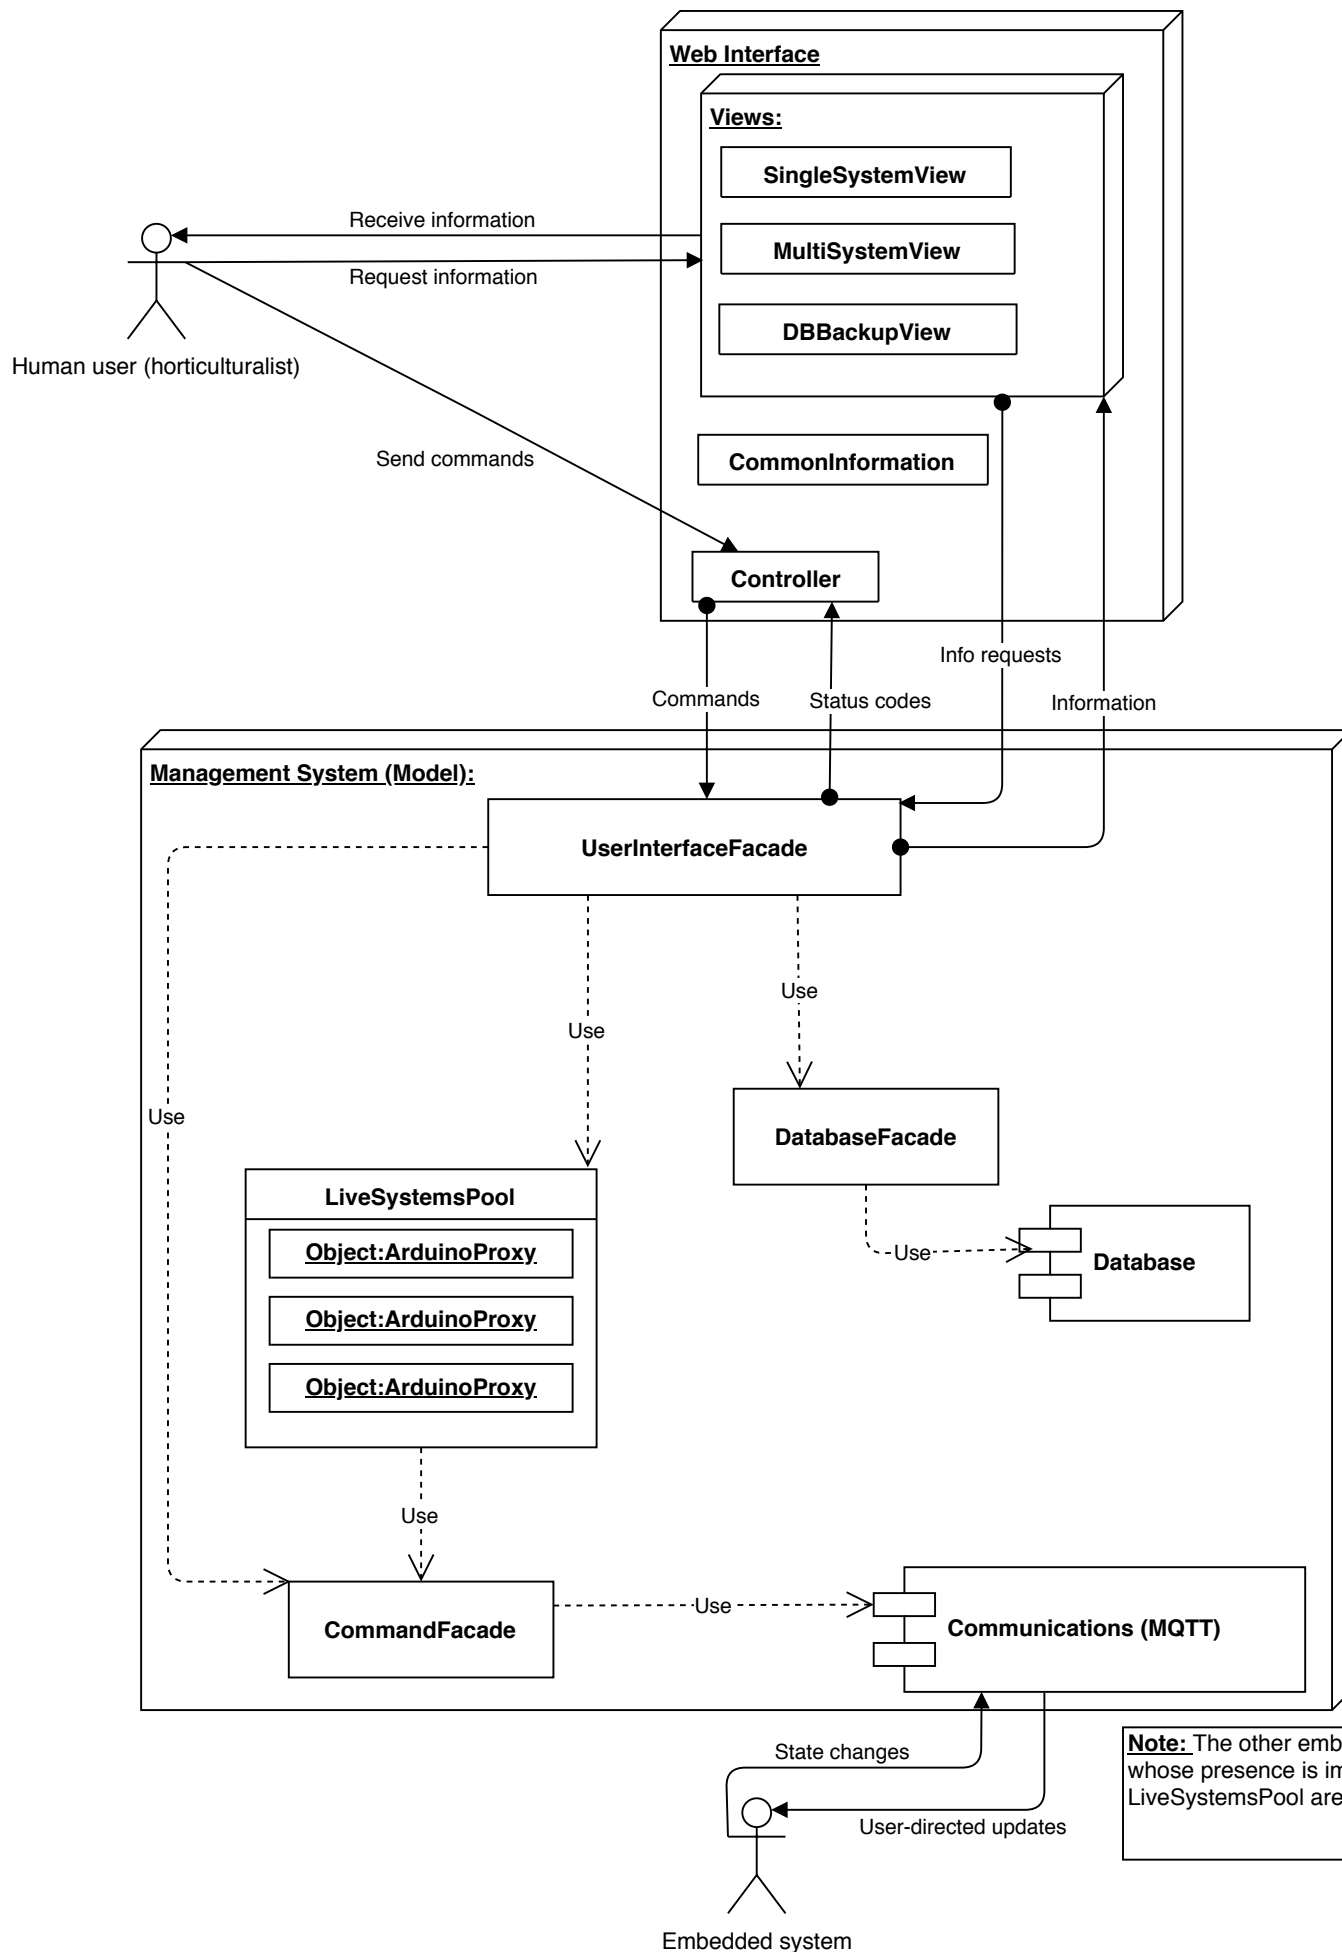 Web Interface
Views:
SingleSystemView
Receive information
MultiSystemView
Request information
DBBackupView
Human user (horticulturalist)
Send commands
CommonInformation
Controller
Info requests
Commands
Status codes
Information
Management System (Model):
UserInterfaceFacade
Use
Use
Use
DatabaseFacade
LiveSystemsPool
Object:ArduinoProxy
Use
Database
Object:ArduinoProxy
Object:ArduinoProxy
Use
Use
CommandFacade
Communications (MQTT)
State changes
Note: The other
whose presence is
LiveSystemsPool are
User-directed updates
Embedded system